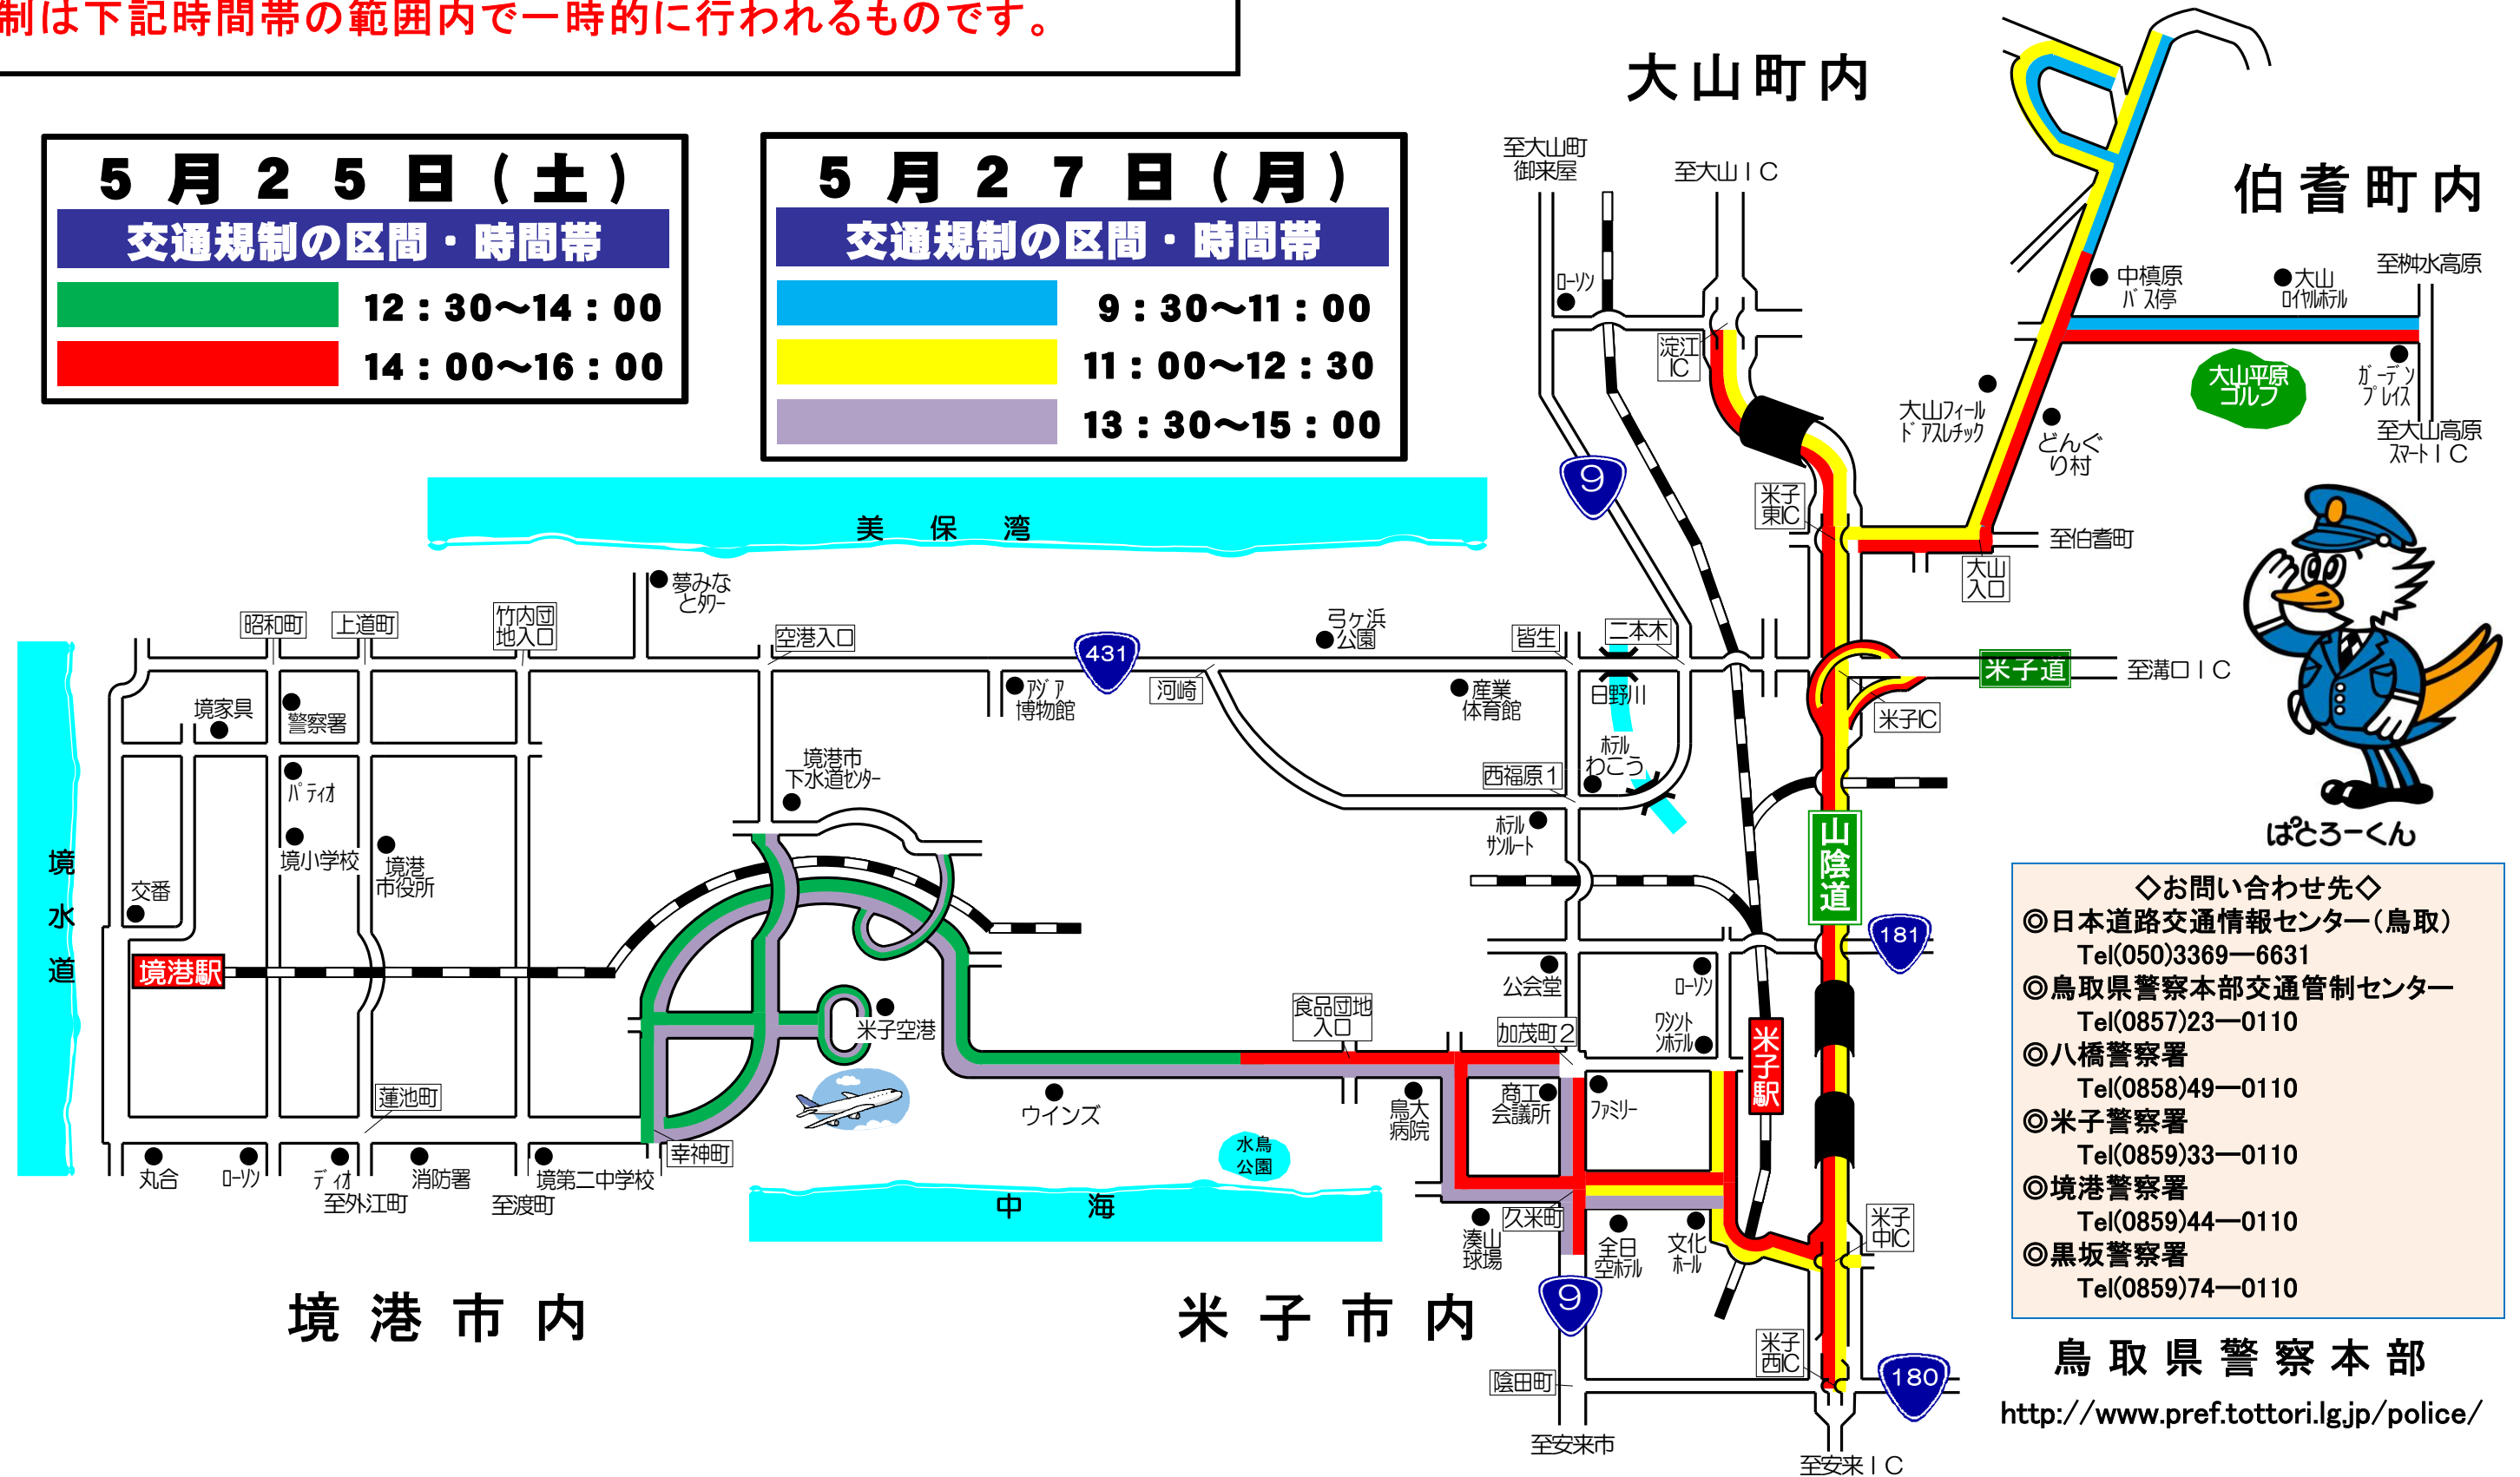 制は下記時間帯の範囲内で一時的に行われるものです。
5月25日(土)
交通規制の区間・時間帯
12：30～14：00
14：00～16：00
5月27日(月)
交通規制の区間・時間帯
9：30～11：00
11：00～12：30
13：30～15：00
大山町内
伯耆町内
至大山町
御来屋
至大山ＩＣ
ﾛｰｿﾝ
淀江
IC
中槙原
ﾊﾞｽ停
大山
ﾛｲﾔﾙﾎﾃﾙ
至桝水高原
大山平原
ゴルフ
ｶﾞｰﾃﾞﾝ
ﾌﾟﾚｲｽ
至大山高原
ｽﾏｰﾄＩＣ
大山ﾌｨｰﾙ
ﾄﾞｱｽﾚﾁｯｸ
どんぐ
り村
9
米子
東IC
至伯耆町
大山
入口
美保湾
夢みな
とﾀﾜｰ
昭和町
上道町
竹内団
地入口
空港入口
431
弓ヶ浜
公園
皆生
二本木
米子道
至溝口ＩＣ
境家具
警察署
ｱｼﾞｱ
博物館
河崎
産業
体育館
日野川
米子IC
ﾊﾟﾃｨｵ
境港市
下水道ｾﾝﾀｰ
西福原1
ﾎﾃﾙ
わこう
ぱとろーくん
境水道
境小学校
境港
市役所
交番
ﾎﾃﾙ
ｻﾝﾙｰﾄ
山陰道
181
境港駅
米子空港
食品団地
入口
公会堂
ﾛｰｿﾝ
加茂町2
ﾜｼﾝﾄ
ﾝﾎﾃﾙ
米子駅
蓮池町
ウインズ
鳥大
病院
商工
会議所
ﾌｧﾐﾘｰ
幸神町
水鳥
公園
丸合
ﾛｰｿﾝ
ﾃﾞｨｵ
至外江町
消防署
至渡町
境第二中学校
中海
湊山
球場
久米町
全日
空ﾎﾃﾙ
文化
ﾎｰﾙ
米子
中IC
境港市内
米子市内
9
米子
西IC
180
陰田町
至安来市
至安来ＩＣ
◇お問い合わせ先◇
◎日本道路交通情報センター（鳥取）
Tel(050)3369―6631
◎鳥取県警察本部交通管制センター
Tel(0857)23―0110
◎八橋警察署
Tel(0858)49―0110
◎米子警察署
Tel(0859)33―0110
◎境港警察署
Tel(0859)44―0110
◎黒坂警察署
Tel(0859)74―0110
鳥取県警察本部
http://www.pref.tottori.lg.jp/police/